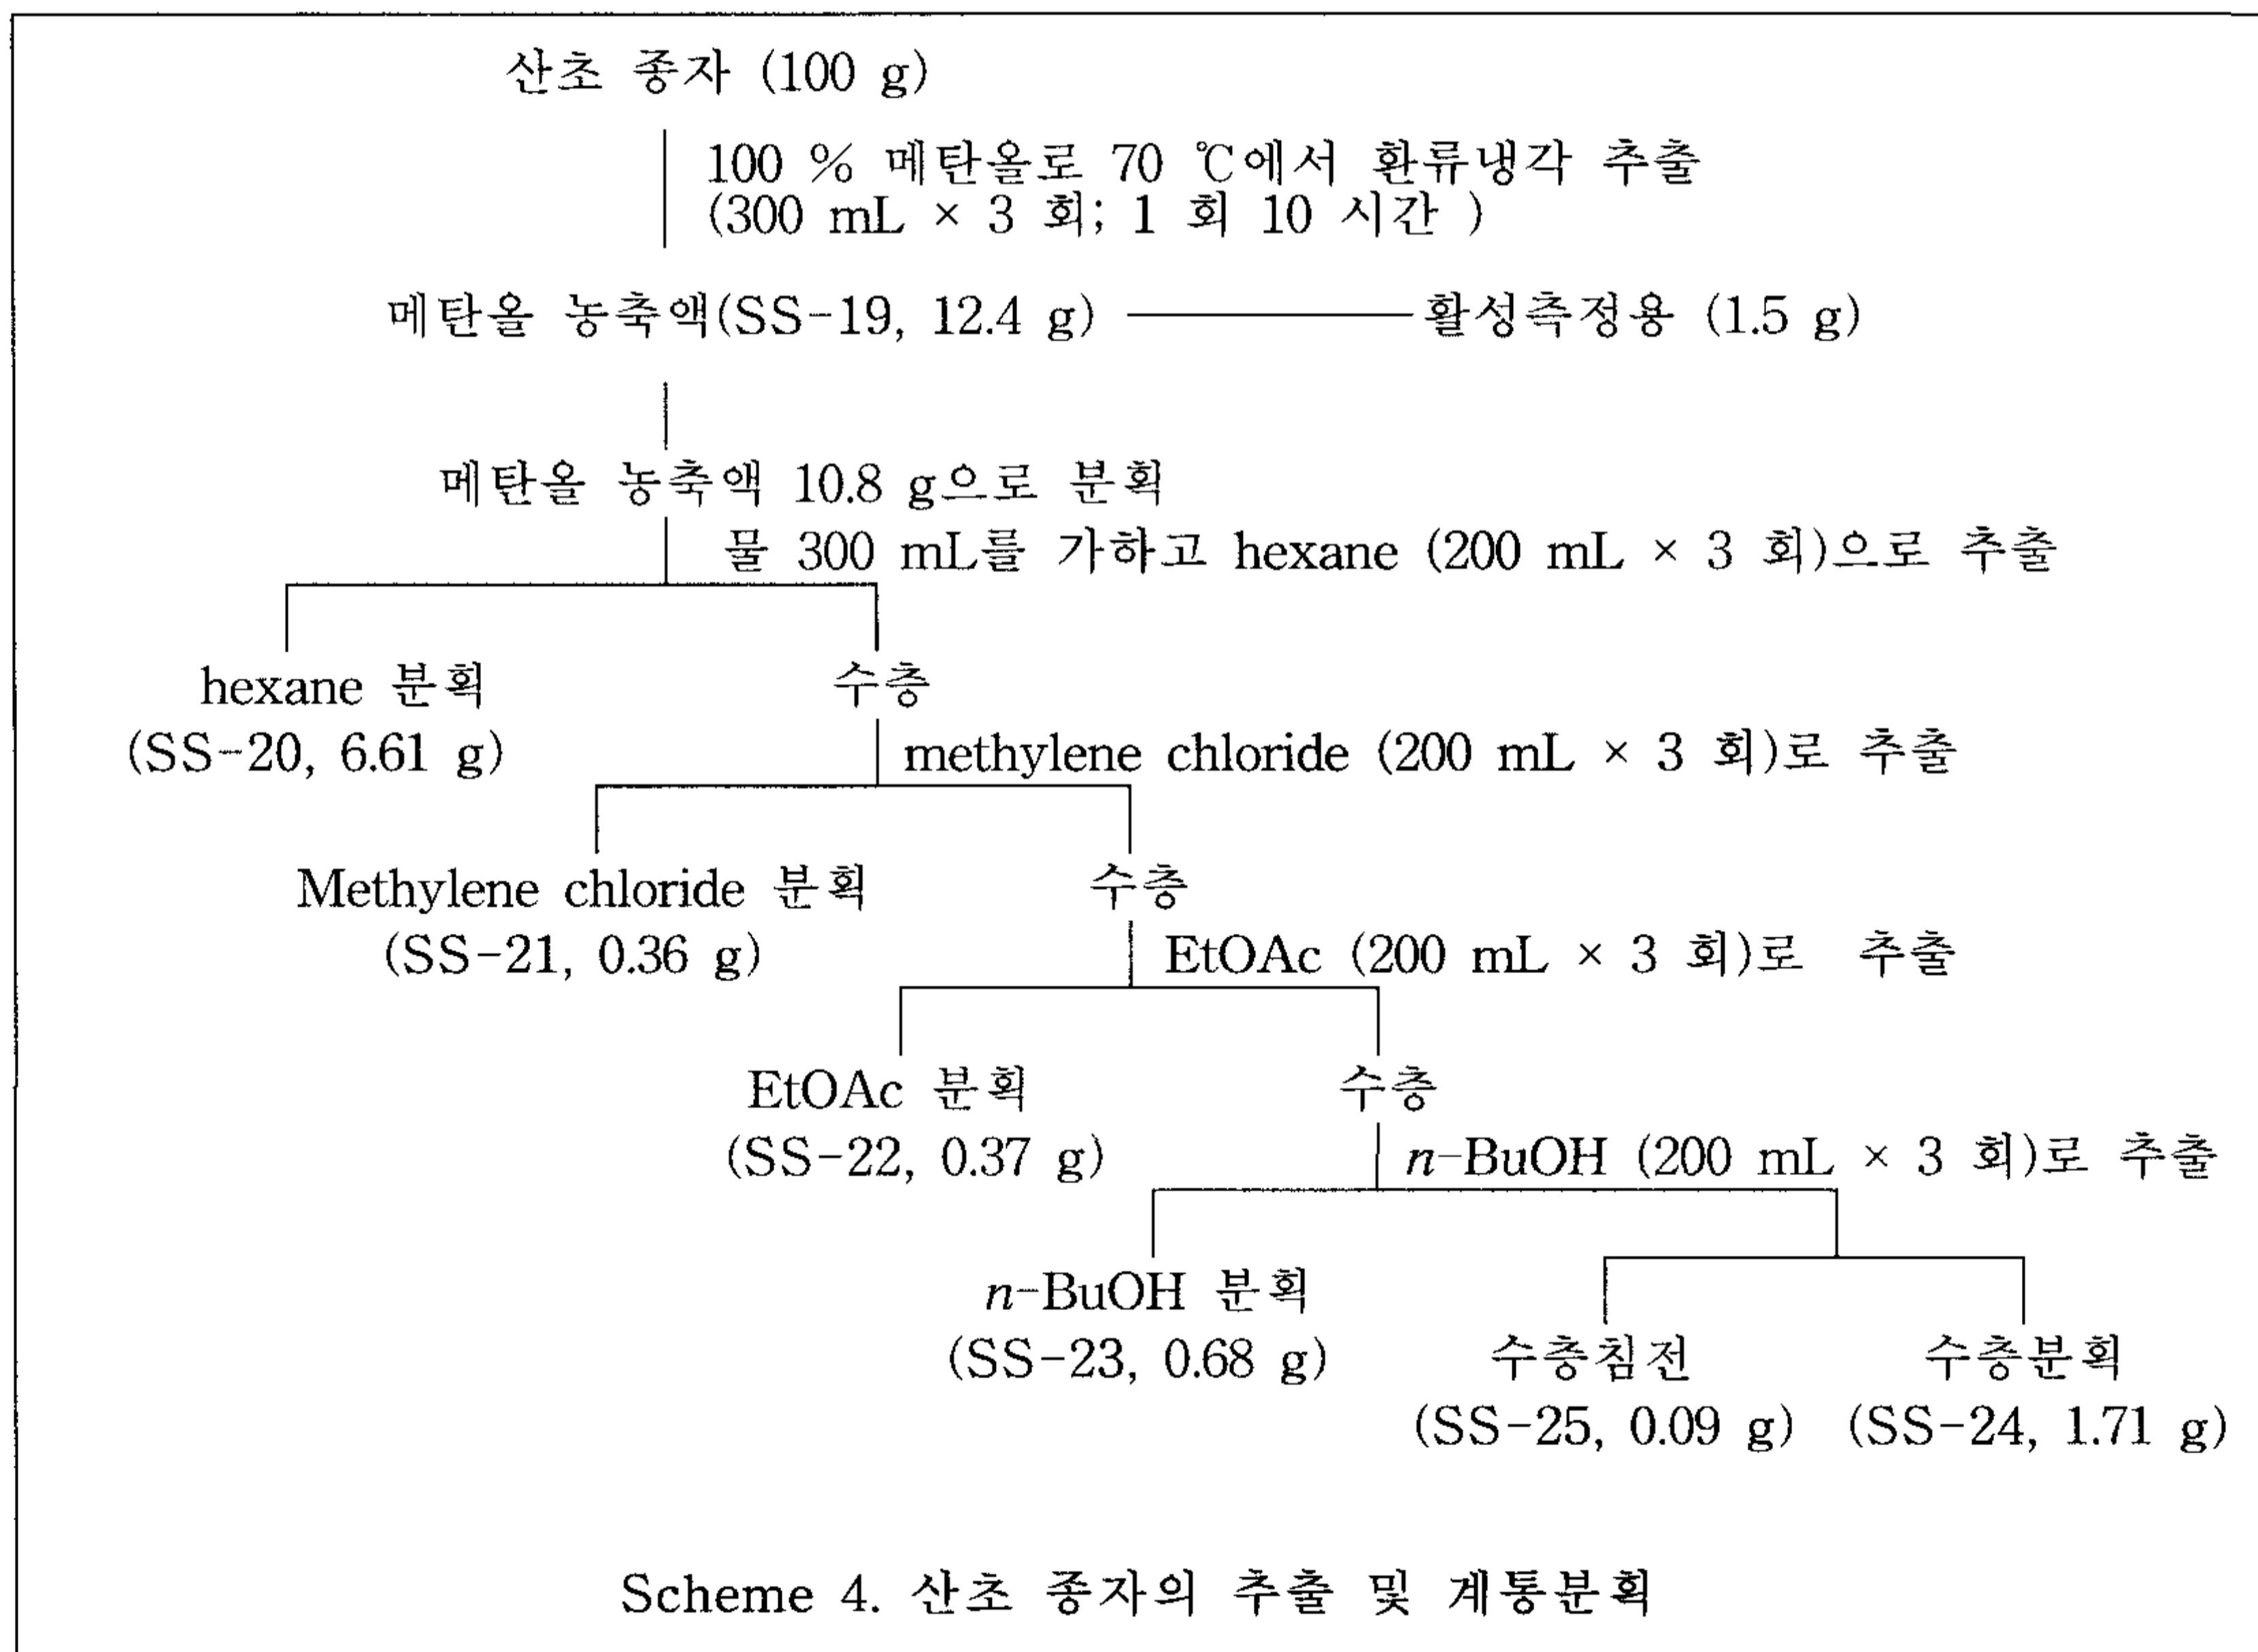 산초 종자 (100 g)
100 % 메탄올로 70 ℃에서 환류냉각 추출
(300 mL × 3 회; 1 회 10 시간 )
메탄올 농축액(SS-19, 12.4 g) 활성측정용 (1.5 g)
메탄올 농축액 10.8 g으로 분획
물 300 mL를 가하고 hexane (200 mL × 3 회)으로 추출
hexane 분획 수층
(SS-20, 6.61 g) methylene chloride (200 mL × 3 회)로 추출
Methylene chloride 분획 수층
(SS-21, 0.36 g) EtOAc (200 mL × 3 회)로 추출
EtOAc 분획 수층
(SS-22, 0.37 g) n-BuOH (200 mL × 3 회)로 추출
n-BuOH 분획
(SS-23, 0.68 g) 수층침전 수층분획
(SS-25, 0.09 g) (SS-24, 1.71 g)
Scheme 4. 산초 종자의 추출 및 계통분획